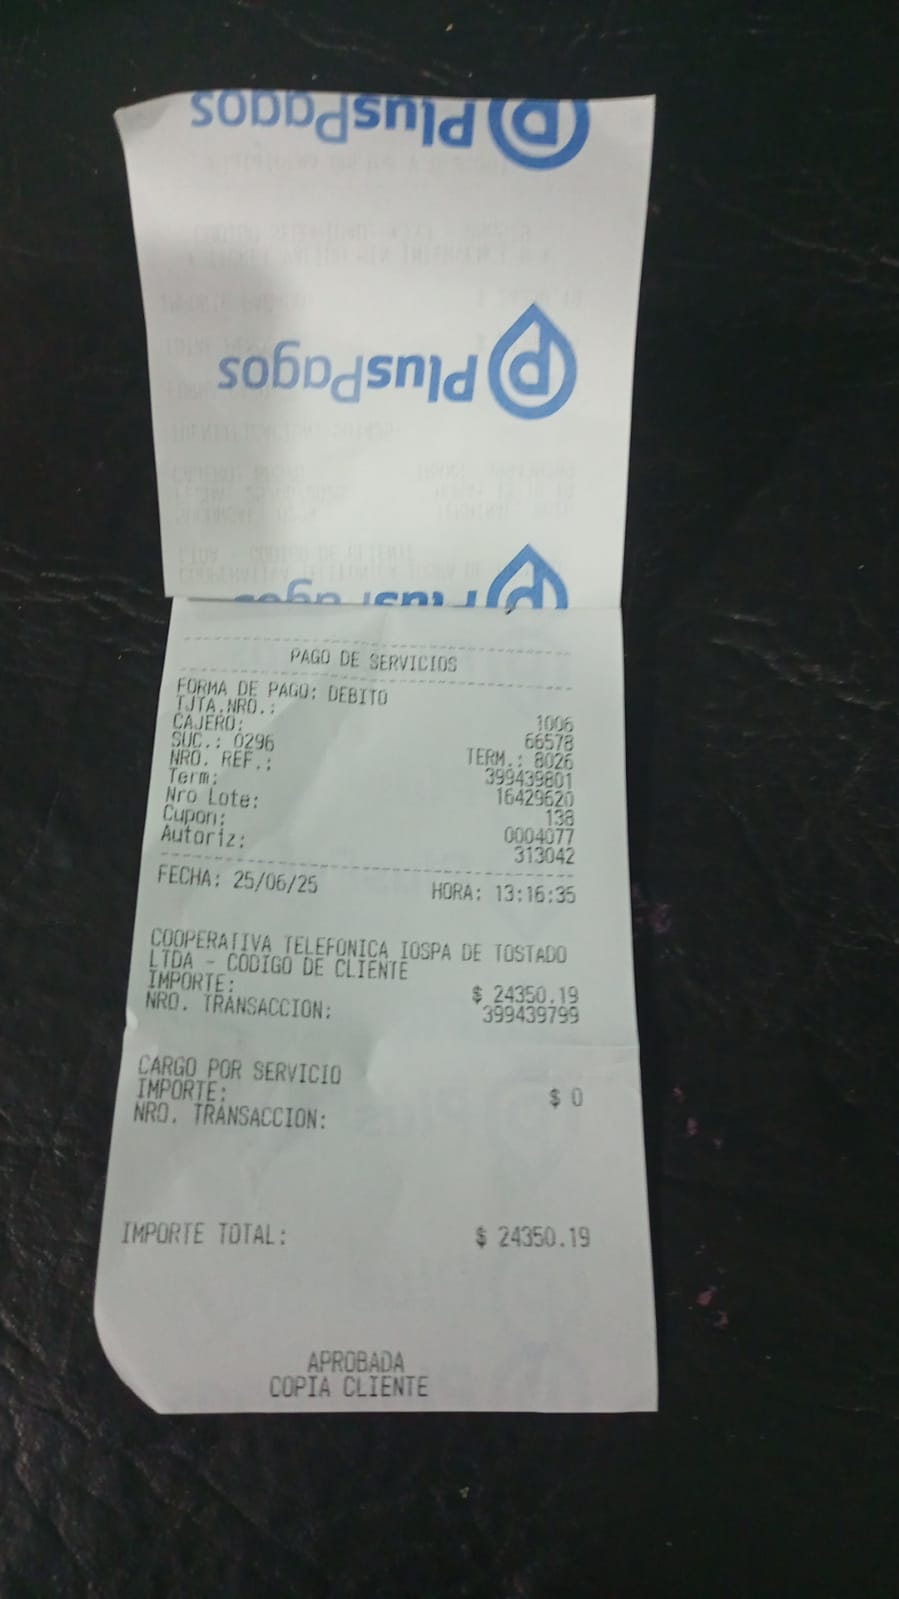 PlusPagos
PlusPagos
PlusPagos
PAGO DE SERVICIOS
FORMA DE PAGO: DEBITO
TJTA.NRO.: 1006
CAJERO: 66578
SUC.: 0296 TERM.: 8026
NRO. REF.: 399439801
Term: 16429620
Nro Lote: 138
Cupon: 0004077
Autoriz: 313042
FECHA: 25/06/25 HORA: 13:16:35
COOPERATIVA TELEFONICA IOSPA DE TOSTADO
LTDA - CODIGO DE CLIENTE
IMPORTE: $ 24350.19
NRO. TRANSACCION: 399439799
CARGO POR SERVICIO
IMPORTE: $ 0
NRO. TRANSACCION:
IMPORTE TOTAL: $ 24350.19
APROBADA
COPIA CLIENTE